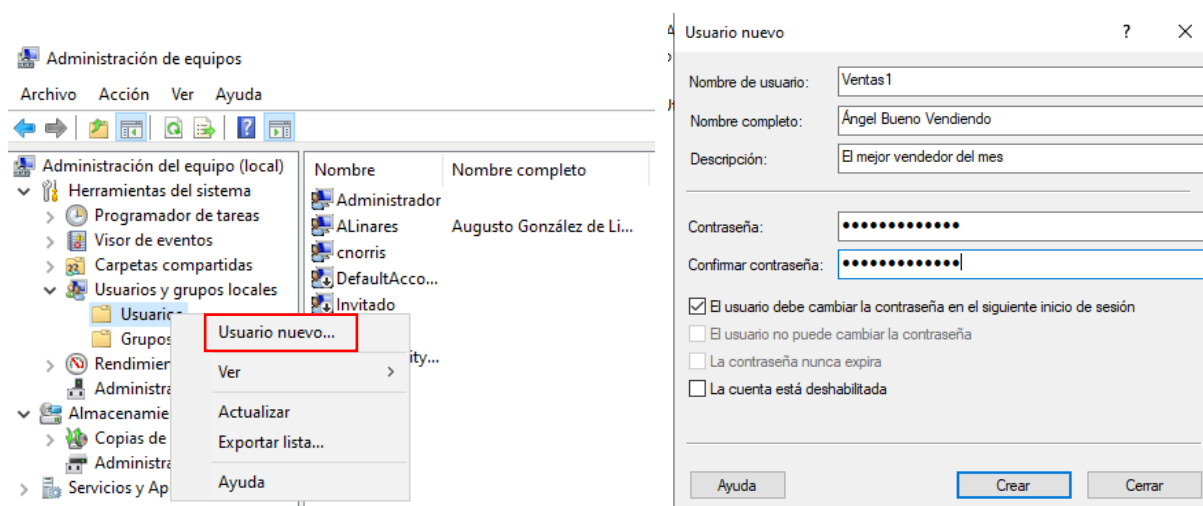 Administración de equipos
Archivo Acción Ver Ayuda
Administración del equipo (local)
Herramientas del sistema
Programador de tareas
Visor de eventos
Carpetas compartidas
Usuarios y grupos locales
Usuarios
Grupos
Rendimien
Administra
Almacenamie
Copias de
Administra
Servicios y Ap
Nombre Nombre completo
Administrador
ALinares Augusto González de Li...
cnorris
DefaultAcco...
Invitado
ity...
Usuario nuevo...
Ver
Actualizar
Exportar lista...
Ayuda
Usuario nuevo
Nombre de usuario: Ventas1
Nombre completo: Ángel Bueno Vendiendo
Descripción: El mejor vendedor del mes
Contraseña: •••••••••••••
Confirmar contraseña: •••••••••••••
El usuario debe cambiar la contraseña en el siguiente inicio de sesión
El usuario no puede cambiar la contraseña
La contraseña nunca expira
La cuenta está deshabilitada
Ayuda Crear Cerrar